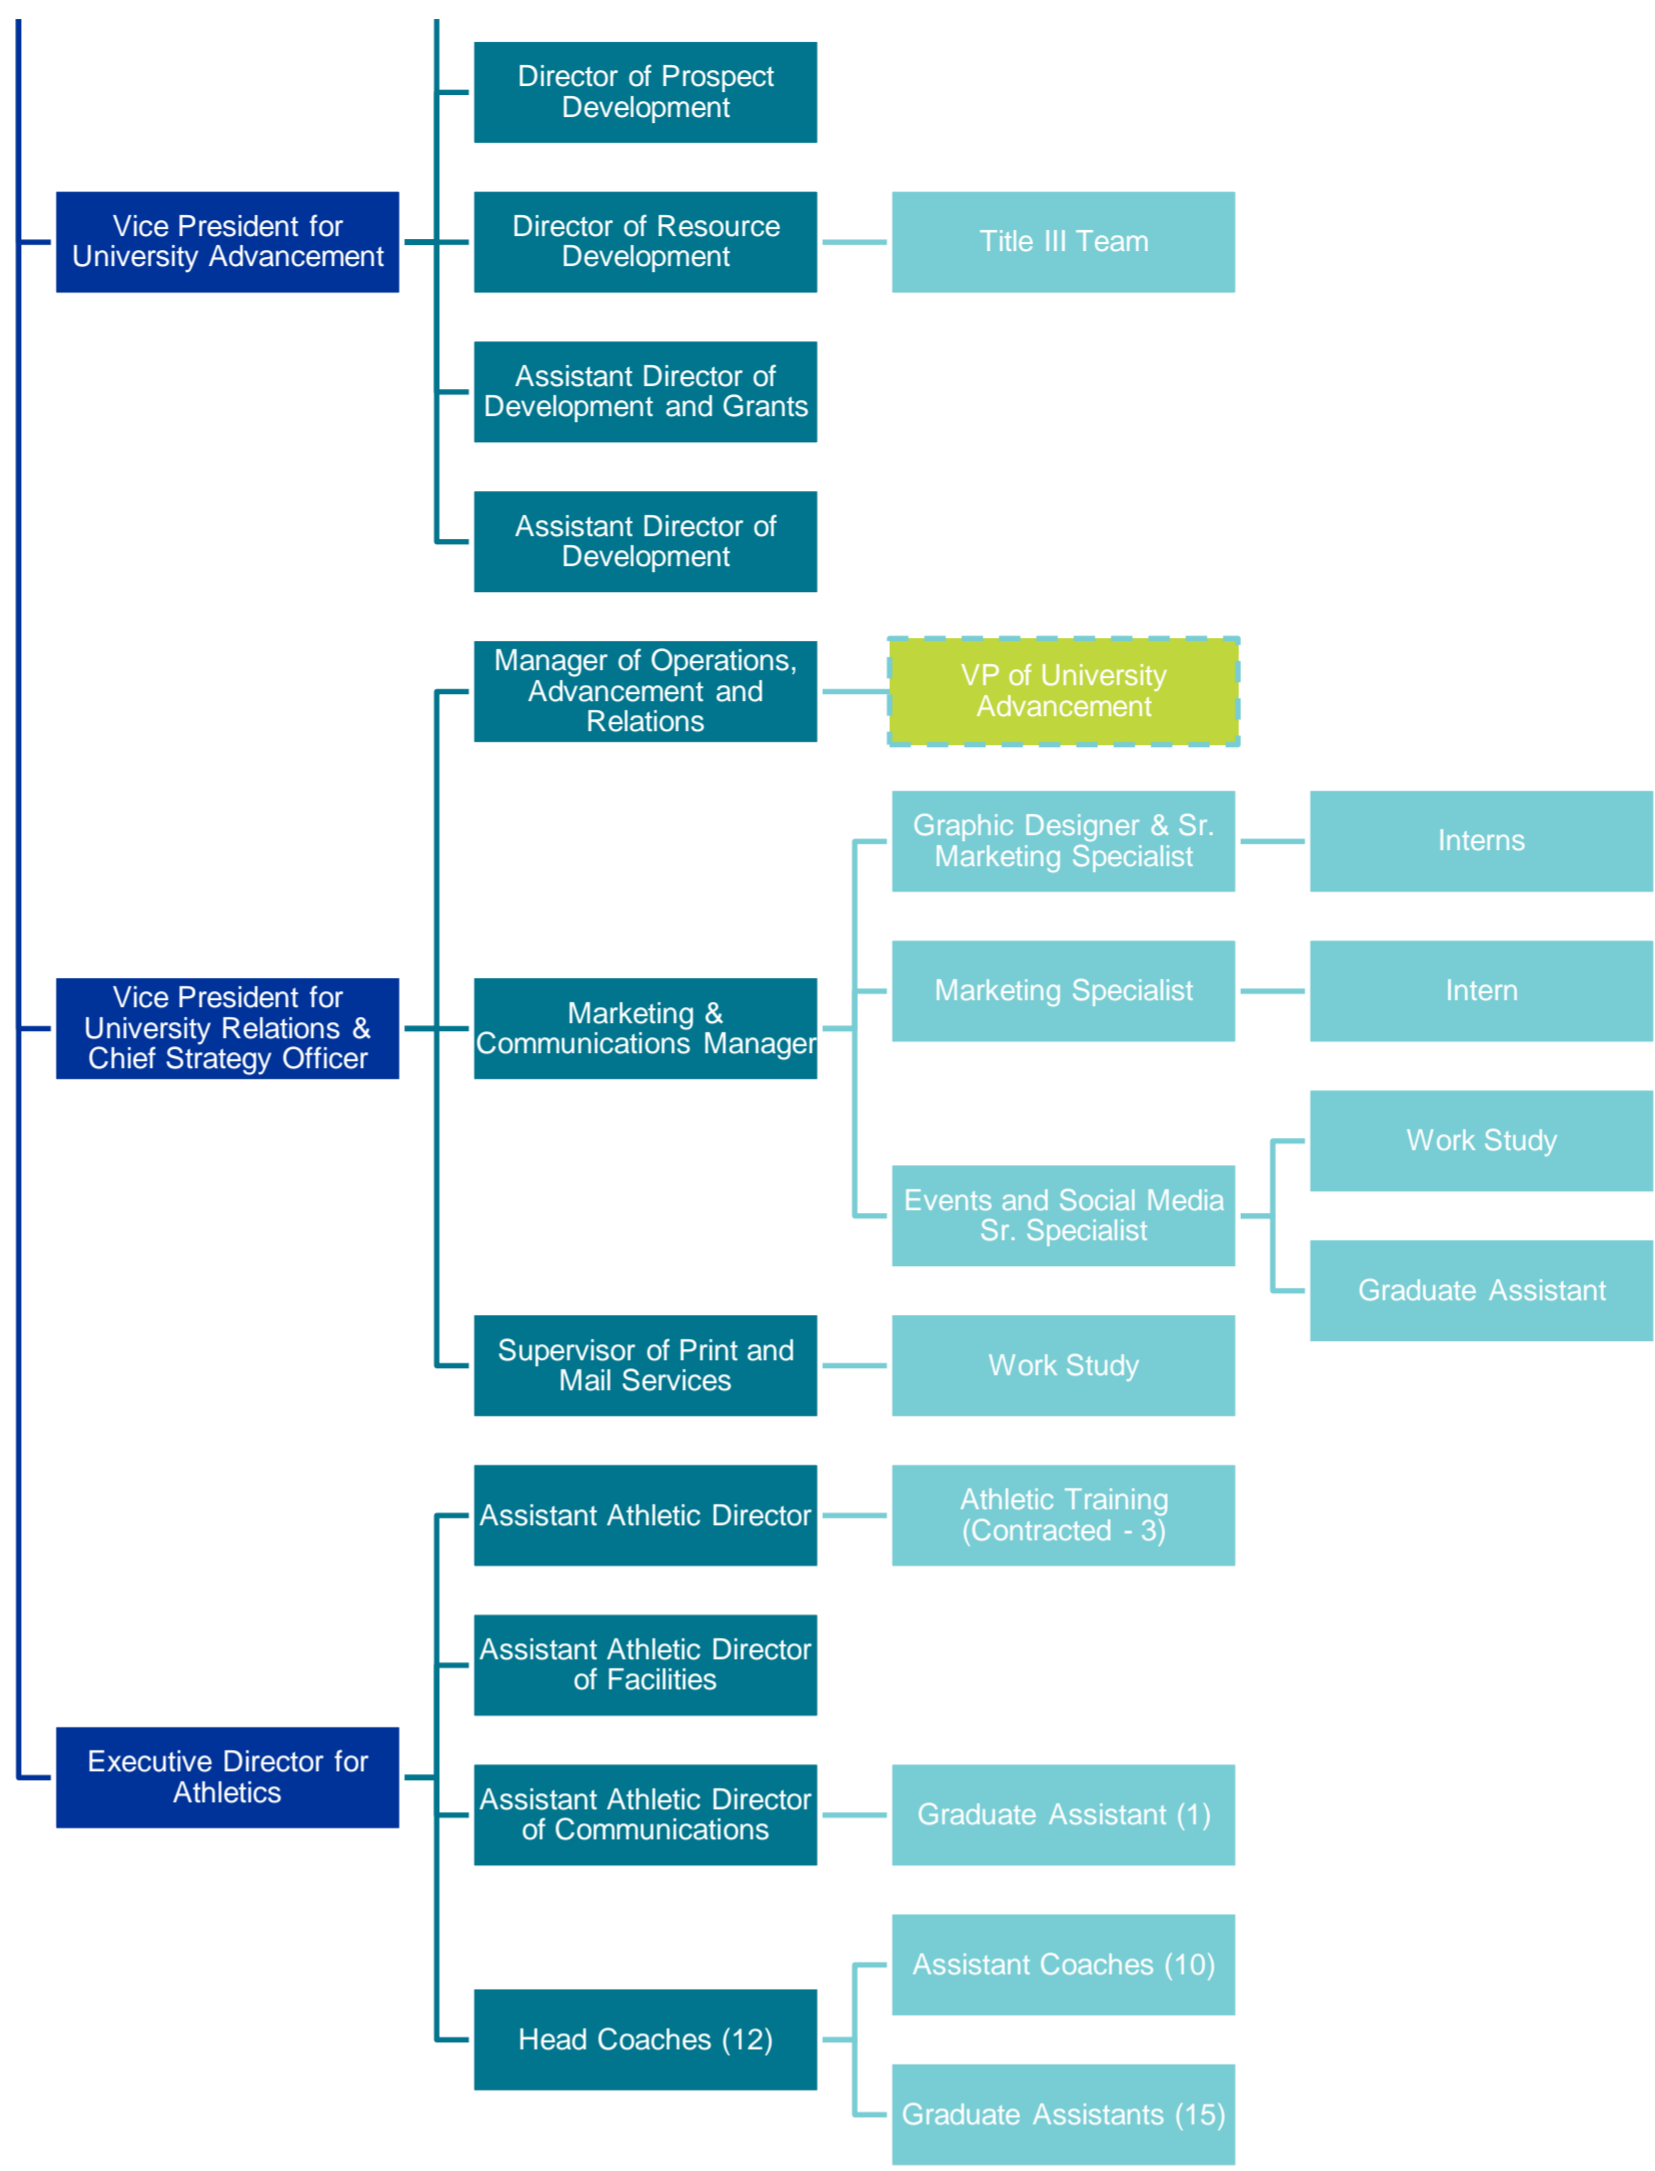 Director of Prospect
Development
Vice President for
University Advancement
Director of Resource
Development
Title III Team
Assistant Director of
Development and Grants
Assistant Director of
Development
Manager of Operations,
Advancement and
Relations
VP of University
Advancement
Graphic Designer & Sr.
Marketing Specialist
Interns
Marketing Specialist
Intern
Vice President for
University Relations &
Chief Strategy Officer
Marketing &
Communications Manager
Work Study
Events and Social Media
Sr. Specialist
Graduate Assistant
Supervisor of Print and
Mail Services
Work Study
Assistant Athletic Director
Athletic Training
(Contracted - 3)
Assistant Athletic Director
of Facilities
Executive Director for
Athletics
Assistant Athletic Director
of Communications
Graduate Assistant (1)
Assistant Coaches (10)
Head Coaches (12)
Graduate Assistants (15)